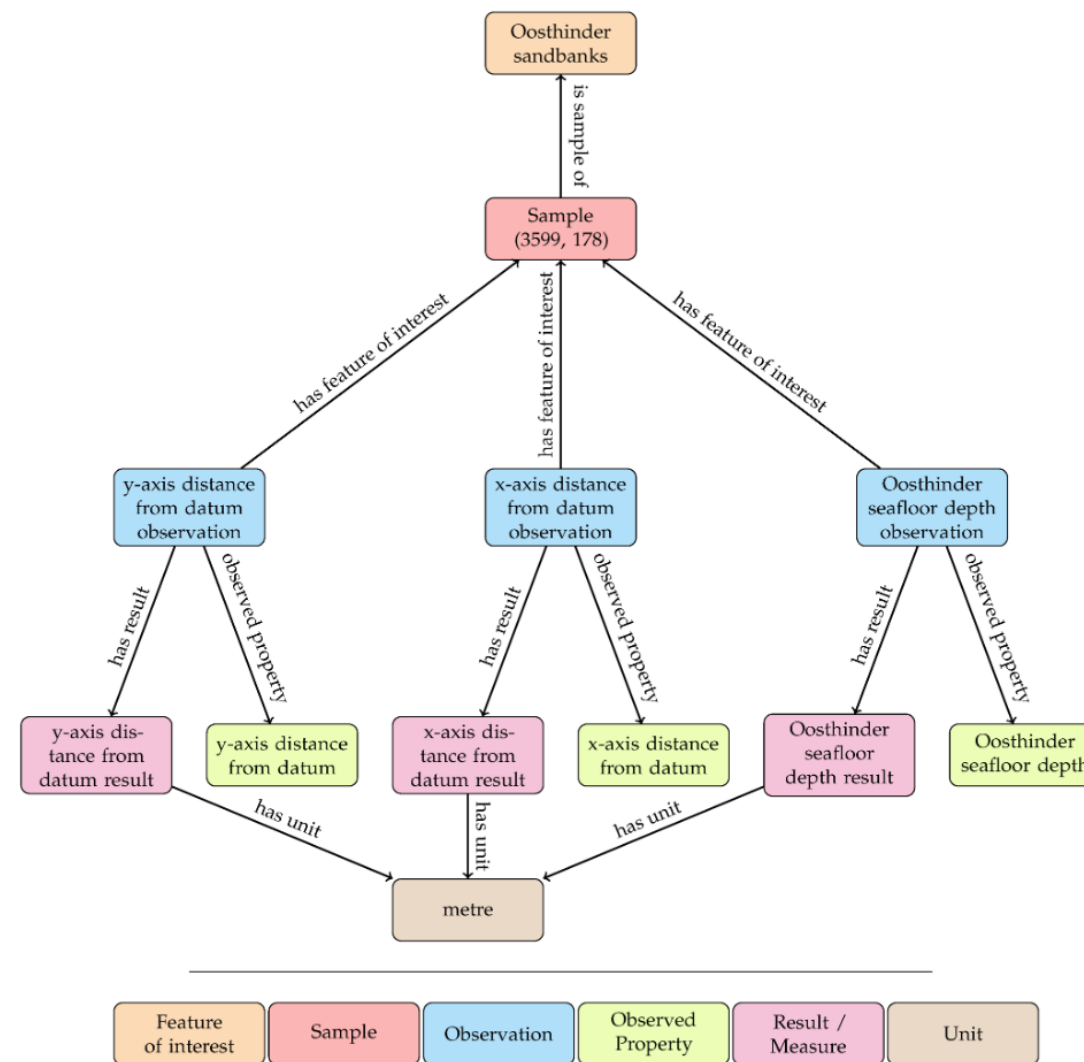 Oosthinder
sandbanks
is sample of
Sample
(3599, 178)
has feature of interest
has feature of interest
has feature of interest
y-axis distance
from datum
observation
x-axis distance
from datum
observation
Oosthinder
seafloor depth
observation
has result
observed property
has result
observed property
has result
observed property
y-axis dis-
tance from
datum result
y-axis distance
from datum
x-axis dis-
tance from
datum result
x-axis distance
from datum
Oosthinder
seafloor
depth result
Oosthinder
seafloor depth
has unit
has unit
has unit
metre
Feature
of interest
Sample
Observation
Observed
Property
Result /
Measure
Unit